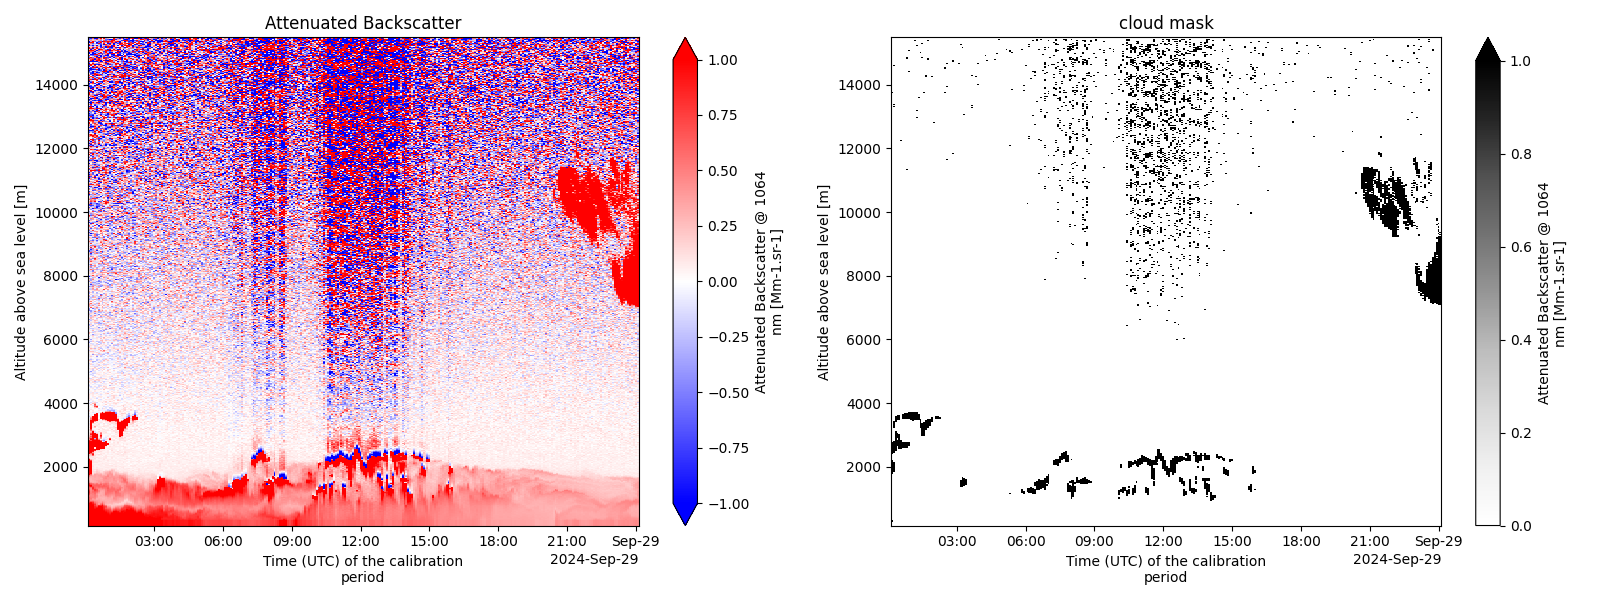 Attenuated Backscatter
Altitude above sea level [m]
14000
12000
10000
8000
6000
4000
2000
03:00 06:00 09:00 12:00 15:00 18:00 21:00 Sep-29
2024-Sep-29
Time (UTC) of the calibration
period
1.00
0.75
0.50
0.25
0.00
−0.25
−0.50
−0.75
−1.00
Attenuated Backscatter @ 1064
nm [Mm-1.sr-1]
cloud mask
Altitude above sea level [m]
14000
12000
10000
8000
6000
4000
2000
03:00 06:00 09:00 12:00 15:00 18:00 21:00 Sep-29
2024-Sep-29
Time (UTC) of the calibration
period
1.0
0.8
0.6
0.4
0.2
0.0
Attenuated Backscatter @ 1064
nm [Mm-1.sr-1]